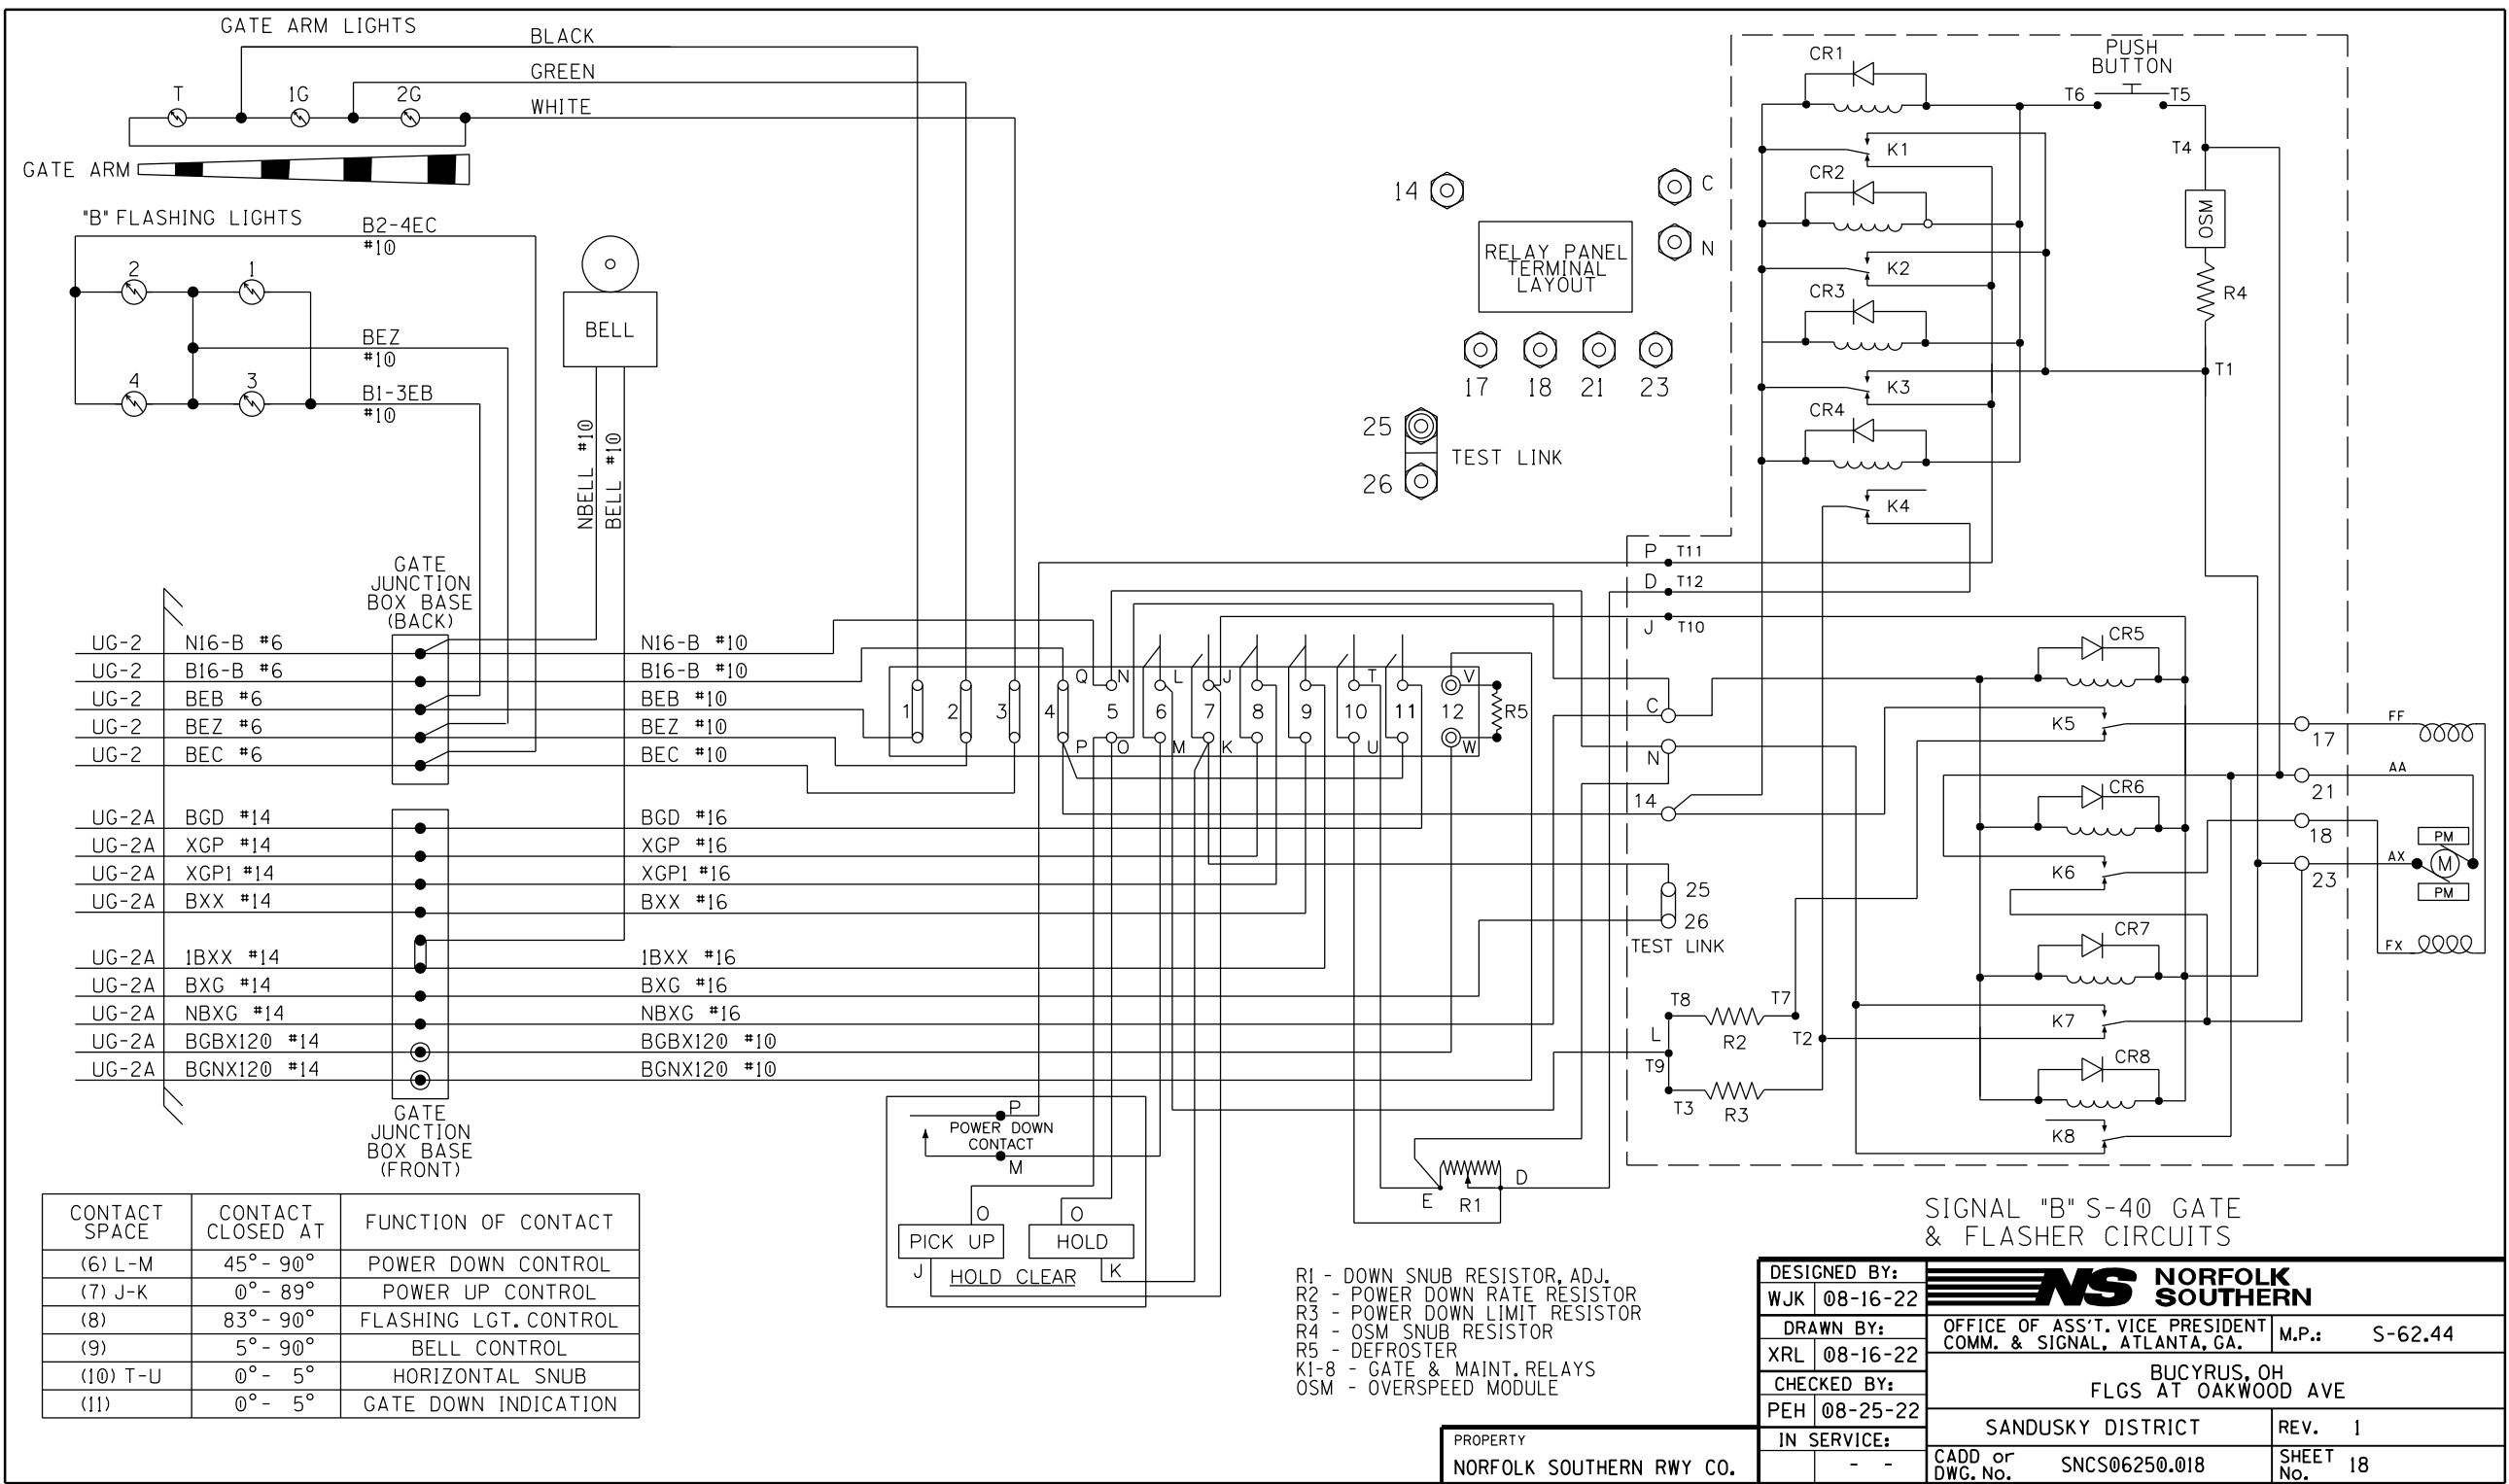 GATE ARM LIGHTS
BLACK
GREEN
WHITE
T
1G
2G
GATE ARM
"B" FLASHING LIGHTS
B2-4EC
#10
2
1
BEZ
#10
4
3
B1-3EB
#10
BELL
NBELL #10
BELL #10
GATE
JUNCTION
BOX BASE
(BACK)
UG-2 N16-B #6 N16-B #10
UG-2 B16-B #6 B16-B #10
UG-2 BEB #6 BEB #10
UG-2 BEZ #6 BEZ #10
UG-2 BEC #6 BEC #10
UG-2A BGD #14 BGD #16
UG-2A XGP #14 XGP #16
UG-2A XGP1 #14 XGP1 #16
UG-2A BXX #14 BXX #16
UG-2A 1BXX #14 1BXX #16
UG-2A BXG #14 BXG #16
UG-2A NBXG #14 NBXG #16
UG-2A BGBX120 #14 BGBX120 #10
UG-2A BGNX120 #14 BGNX120 #10
GATE
JUNCTION
BOX BASE
(FRONT)
Q N L J T V
1 2 3 4 5 6 7 8 9 10 11 12 R5
P O M K U W
14
C
N
RELAY PANEL
TERMINAL
LAYOUT
17 18 21 23
25
26
TEST LINK
CR1
PUSH
BUTTON
T6
T5
K1
T4
CR2
OSM
K2
R4
CR3
T1
K3
CR4
K4
P T11
D T12
J T10
CR5
C
K5
17
FF
N
21
AA
CR6
14
18
PM
K6
AX
M
23
PM
25
26
TEST LINK
CR7
FX
T8
T7
L
R2
T2
K7
T9
CR8
T3
R3
K8
P
POWER DOWN
CONTACT
M
O
O
PICK UP
HOLD
J
HOLD CLEAR
K
E
R1
D
CONTACT SPACE CONTACT CLOSED AT FUNCTION OF CONTACT
(6) L-M 45° - 90° POWER DOWN CONTROL
(7) J-K 0° - 89° POWER UP CONTROL
(8) 83° - 90° FLASHING LGT. CONTROL
(9) 5° - 90° BELL CONTROL
(10) T-U 0° - 5° HORIZONTAL SNUB
(11) 0° - 5° GATE DOWN INDICATION
R1 - DOWN SNUB RESISTOR, ADJ.
R2 - POWER DOWN RATE RESISTOR
R3 - POWER DOWN LIMIT RESISTOR
R4 - OSM SNUB RESISTOR
R5 - DEFROSTER
K1-8 - GATE & MAINT. RELAYS
OSM - OVERSPEED MODULE
SIGNAL "B" S-40 GATE
& FLASHER CIRCUITS
DESIGNED BY:
WJK 08-16-22
DRAWN BY:
XRL 08-16-22
CHECKED BY:
PEH 08-25-22
IN SERVICE:
- -
NS NORFOLK
SOUTHERN
OFFICE OF ASS'T. VICE PRESIDENT
COMM. & SIGNAL, ATLANTA, GA.
M.P.: S-62.44
BUCYRUS, OH
FLGS AT OAKWOOD AVE
SANDUSKY DISTRICT
REV. 1
CADD or
DWG. No. SNCS06250.018
SHEET
No. 18
PROPERTY
NORFOLK SOUTHERN RWY CO.